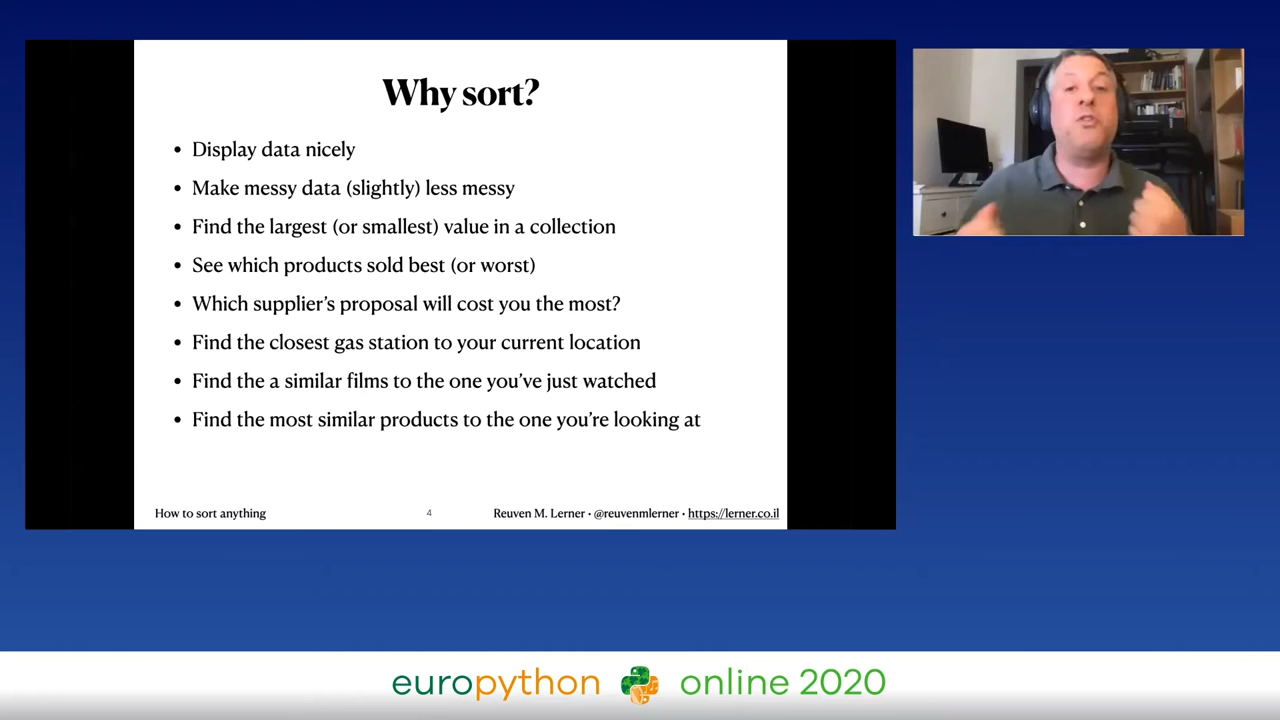 Why sort?
• Display data nicely
• Make messy data (slightly) less messy
• Find the largest (or smallest) value in a collection
• See which products sold best (or worst)
• Which supplier’s proposal will cost you the most?
• Find the closest gas station to your current location
• Find the a similar films to the one you’ve just watched
• Find the most similar products to the one you’re looking at
How to sort anything
4
Reuven M. Lerner • @reuvenmlerner • https://lerner.co.il
europython online 2020